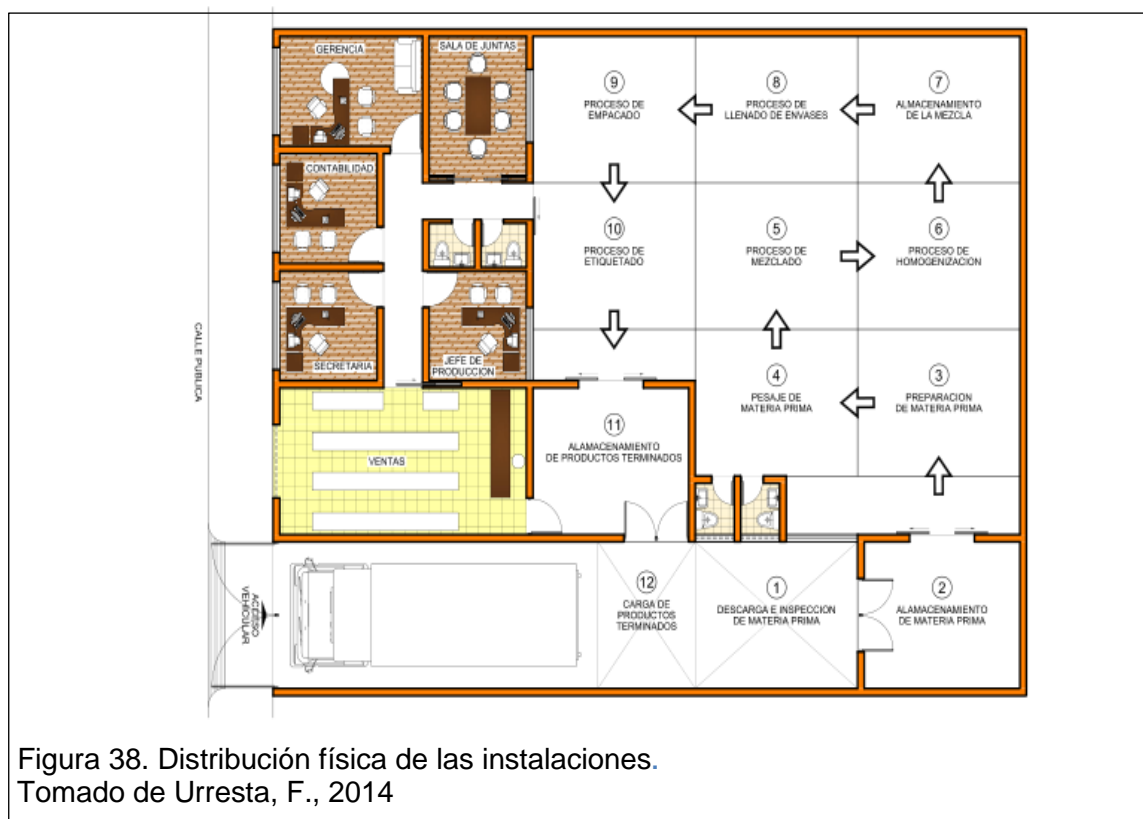 GERENCIA
SALA DE JUNTAS
9
PROCESO DE
EMPACADO
8
PROCESO DE
LLENADO DE ENVASES
7
ALMACENAMIENTO
DE LA MEZCLA
CONTABILIDAD
10
PROCESO DE
ETIQUETADO
5
PROCESO DE
MEZCLADO
6
PROCESO DE
HOMOGENIZACION
SECRETARIA
JEFE DE
PRODUCCION
4
PESAJE DE
MATERIA PRIMA
3
PREPARACION
DE MATERIA PRIMA
CALLE PUBLICA
VENTAS
11
ALAMACENAMIENTO
DE PRODUCTOS TERMINADOS
ACCESO
VEHICULAR
12
CARGA DE
PRODUCTOS
TERMINADOS
1
DESCARGA E INSPECCION
DE MATERIA PRIMA
2
ALAMACENAMIENTO
DE MATERIA PRIMA
Figura 38. Distribución física de las instalaciones.
Tomado de Urresta, F., 2014